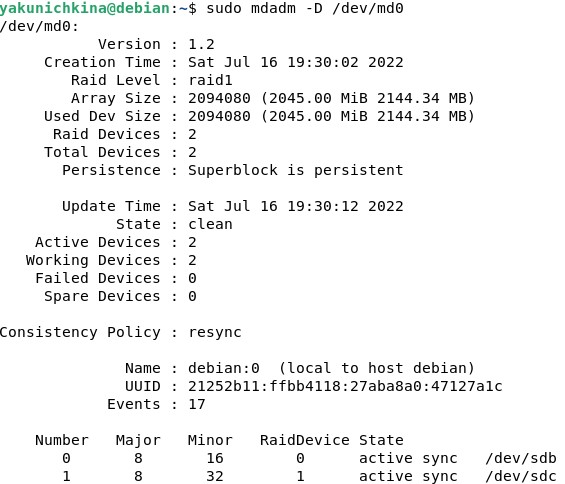 yakunichkina@debian:~$ sudo mdadm -D /dev/md0
/dev/md0:
Version : 1.2
Creation Time : Sat Jul 16 19:30:02 2022
Raid Level : raid1
Array Size : 2094080 (2045.00 MiB 2144.34 MB)
Used Dev Size : 2094080 (2045.00 MiB 2144.34 MB)
Raid Devices : 2
Total Devices : 2
Persistence : Superblock is persistent
Update Time : Sat Jul 16 19:30:12 2022
State : clean
Active Devices : 2
Working Devices : 2
Failed Devices : 0
Spare Devices : 0
Consistency Policy : resync
Name : debian:0  (local to host debian)
UUID : 21252b11:ffbb4118:27aba8a0:47127a1c
Events : 17
Number   Major   Minor   RaidDevice State
0       8       16        0      active sync   /dev/sdb
1       8       32        1      active sync   /dev/sdc